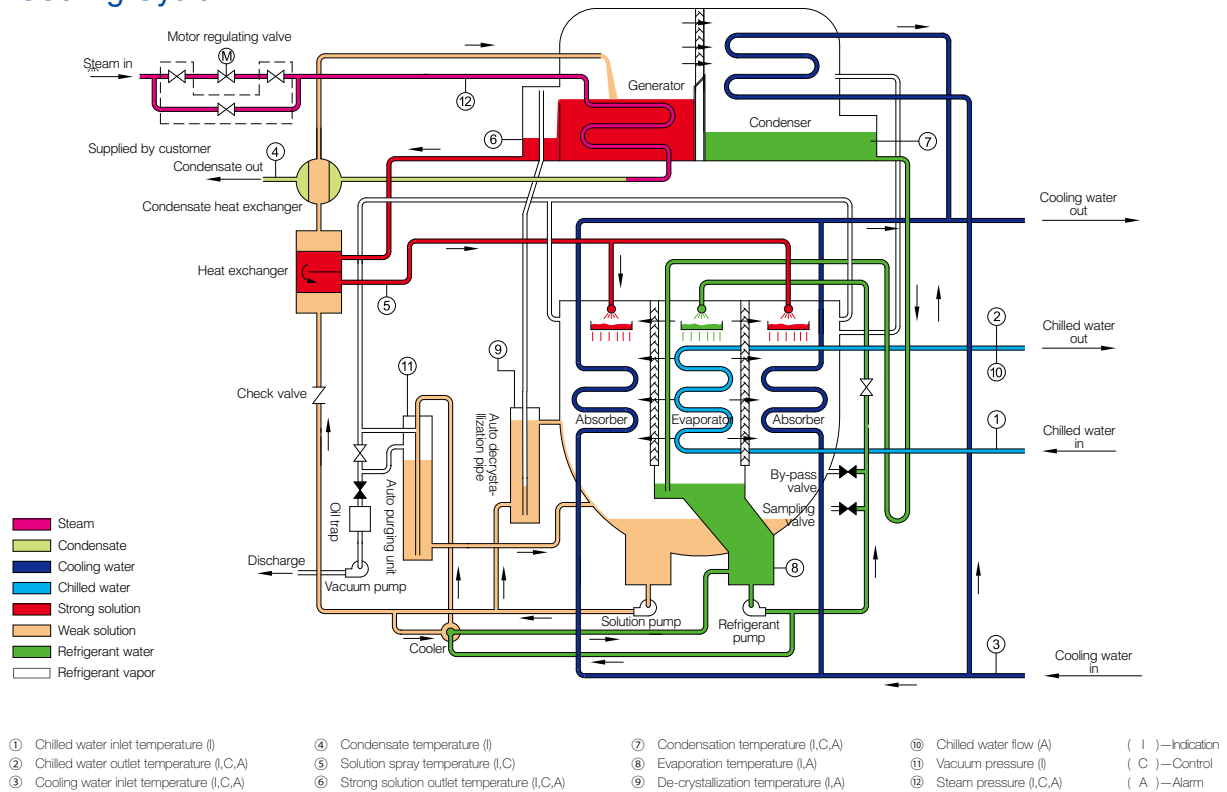 Motor regulating valve
M
Steam in
12
Generator
Condenser
6
7
Supplied by customer
4
Condensate out
Condensate heat exchanger
Cooling water
out
Heat exchanger
5
2
Chilled water
out
10
9
11
Check valve
Auto decrysta-
llization pipe
Absorber
Evaporator
Absorber
1
Chilled water
in
By-pass
valve
Sampling
valve
Auto purging unit
Oil trap
Steam
Condensate
Cooling water
Chilled water
Strong solution
Weak solution
Refrigerant water
Refrigerant vapor
Discharge
Vacuum pump
8
Solution pump
Refrigerant
pump
Cooler
3
Cooling water
in
① Chilled water inlet temperature (I)
② Chilled water outlet temperature (I,C,A)
③ Cooling water inlet temperature (I,C,A)
④ Condensate temperature (I)
⑤ Solution spray temperature (I,C)
⑥ Strong solution outlet temperature (I,C,A)
⑦ Condensation temperature (I,C,A)
⑧ Evaporation temperature (I,A)
⑨ De-crystallization temperature (I,A)
⑩ Chilled water flow (A)
⑪ Vacuum pressure (I)
⑫ Steam pressure (I,C,A)
( I )—Indication
( C )—Control
( A )—Alarm